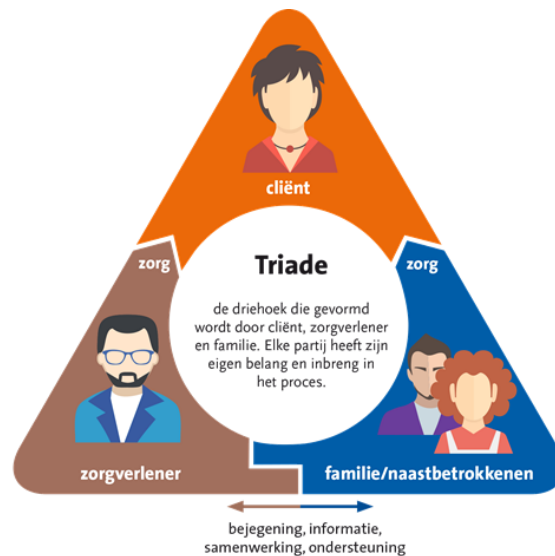 cliënt
zorg
zorg
Triade
de driehoek die gevormd
wordt door cliënt, zorgverlener
en familie. Elke partij heeft zijn
eigen belang en inbreng in
het proces.
zorgverlener
familie/naastbetrokkenen
bejegening, informatie,
samenwerking, ondersteuning